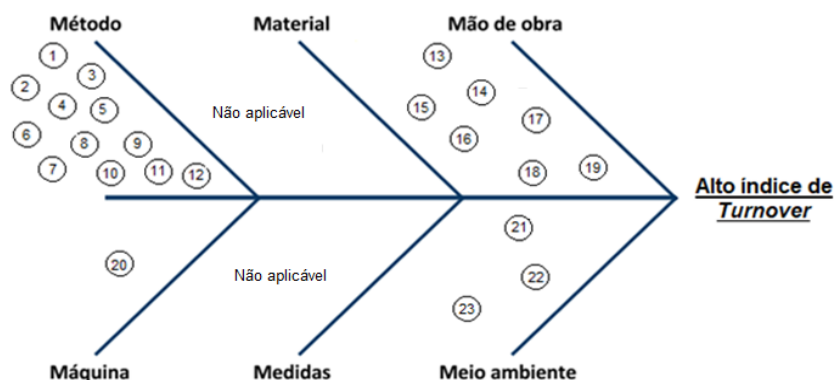 Método
Material
Mão de obra
1
2
3
4
5
6
7
8
9
10
11
12
Não aplicável
13
14
15
16
17
18
19
Alto índice de
Turnover
20
Não aplicável
21
22
23
Máquina
Medidas
Meio ambiente